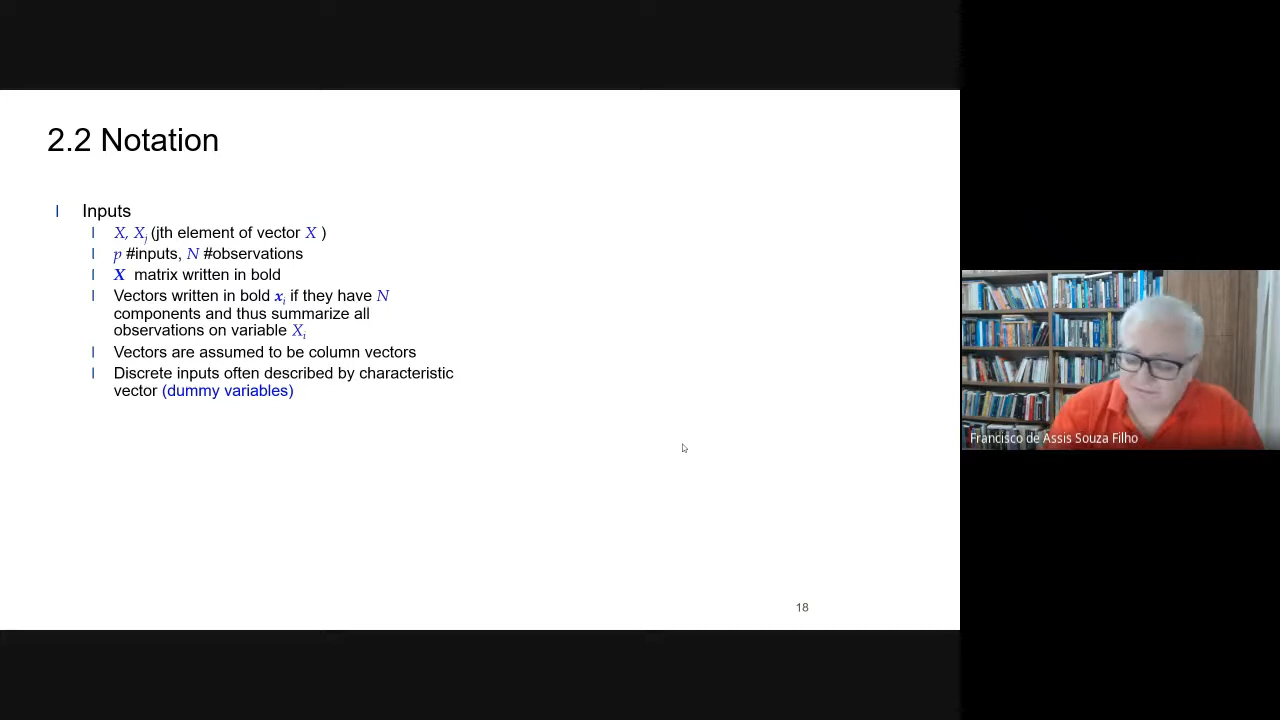 2.2 Notation
l Inputs
l X, Xj (jth element of vector X )
l p #inputs, N #observations
l X matrix written in bold
l Vectors written in bold xi if they have N
components and thus summarize all
observations on variable Xi
l Vectors are assumed to be column vectors
l Discrete inputs often described by characteristic
vector (dummy variables)
18
Francisco de Assis Souza Filho